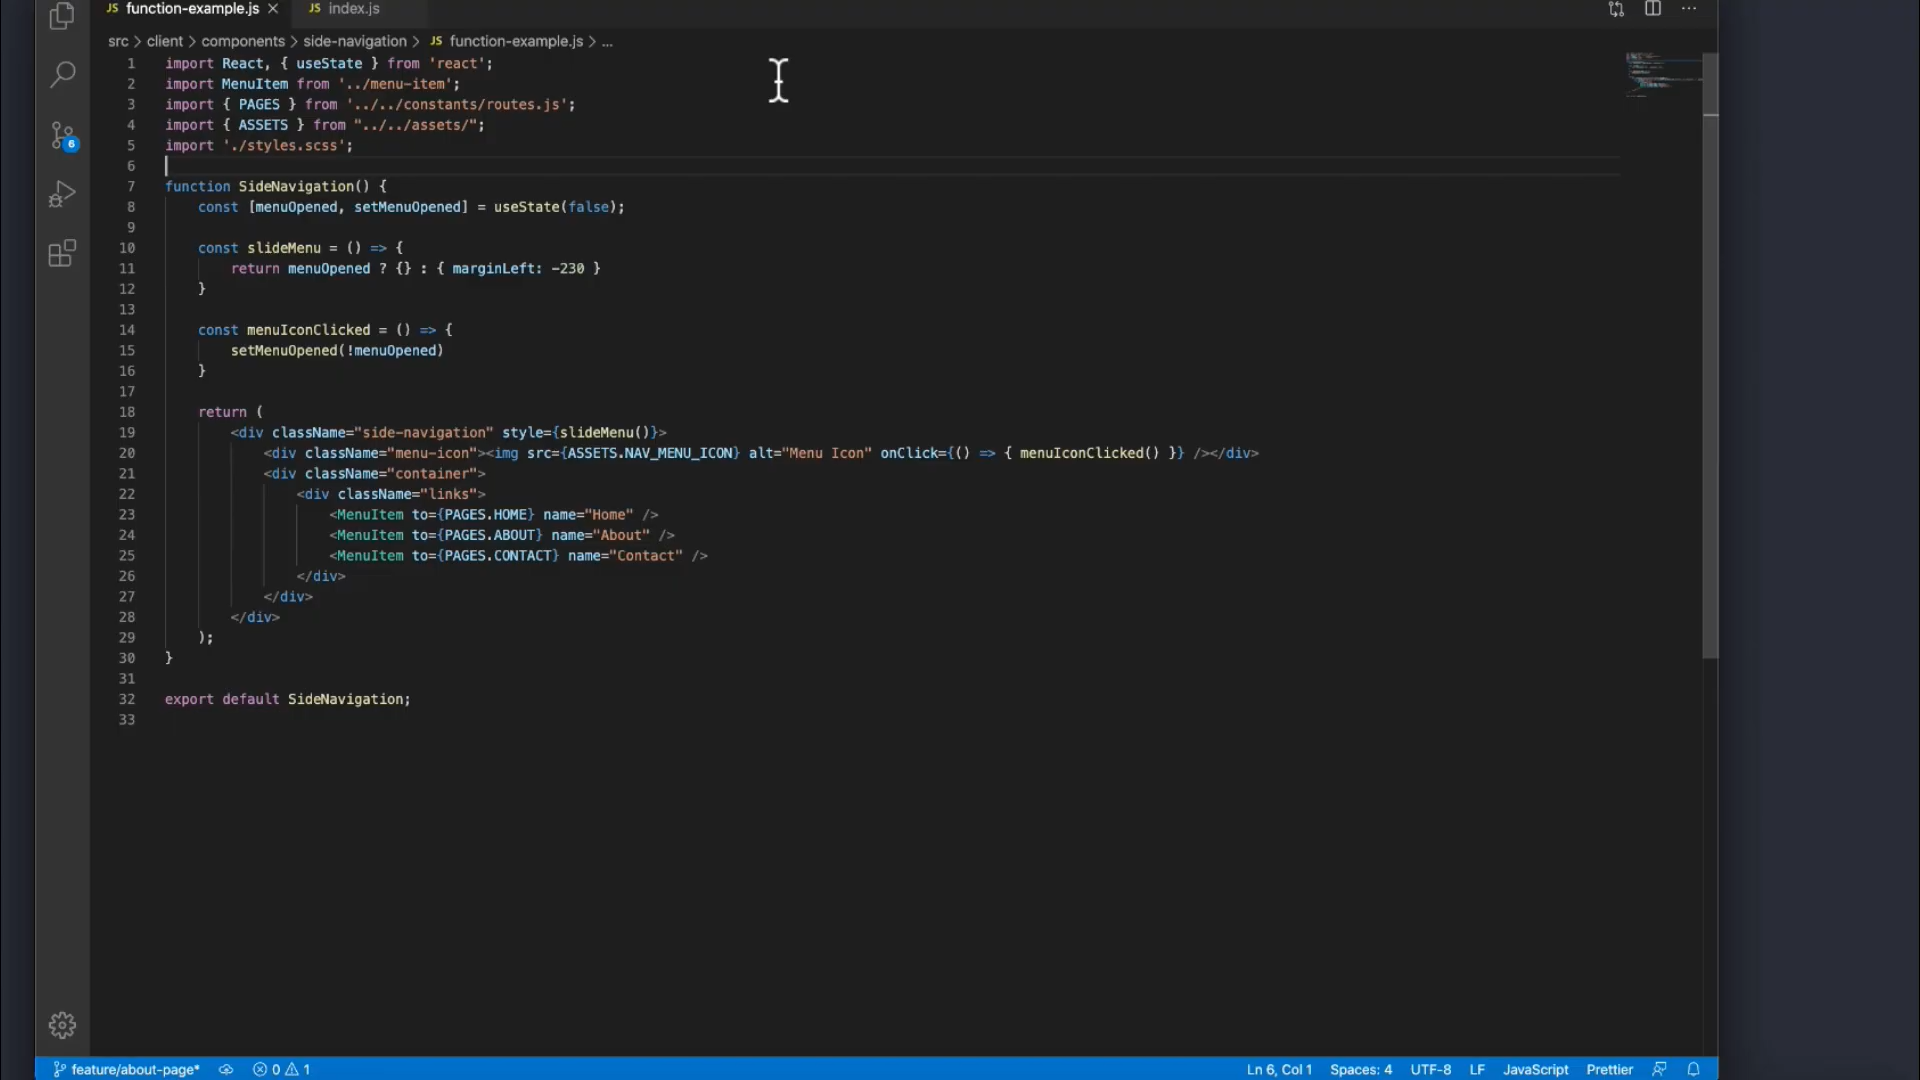 JS function-example.js × JS index.js
src > client > components > side-navigation > JS function-example.js > ...
1 import React, { useState } from 'react';
2 import MenuItem from '../menu-item';
3 import { PAGES } from '../../constants/routes.js';
4 import { ASSETS } from "../../assets/";
5 import './styles.scss';
6
7 function SideNavigation() {
8 const [menuOpened, setMenuOpened] = useState(false);
9
10 const slideMenu = () => {
11 return menuOpened ? {} : { marginLeft: -230 }
12 }
13
14 const menuIconClicked = () => {
15 setMenuOpened(!menuOpened)
16 }
17
18 return (
19 <div className="side-navigation" style={slideMenu()}>
20 <div className="menu-icon"><img src={ASSETS.NAV_MENU_ICON} alt="Menu Icon" onClick={() => { menuIconClicked() }} /></div>
21 <div className="container">
22 <div className="links">
23 <MenuItem to={PAGES.HOME} name="Home" />
24 <MenuItem to={PAGES.ABOUT} name="About" />
25 <MenuItem to={PAGES.CONTACT} name="Contact" />
26 </div>
27 </div>
28 </div>
29 );
30 }
31
32 export default SideNavigation;
33
6
feature/about-page* 0 1 Ln 6, Col 1 Spaces: 4 UTF-8 LF JavaScript Prettier